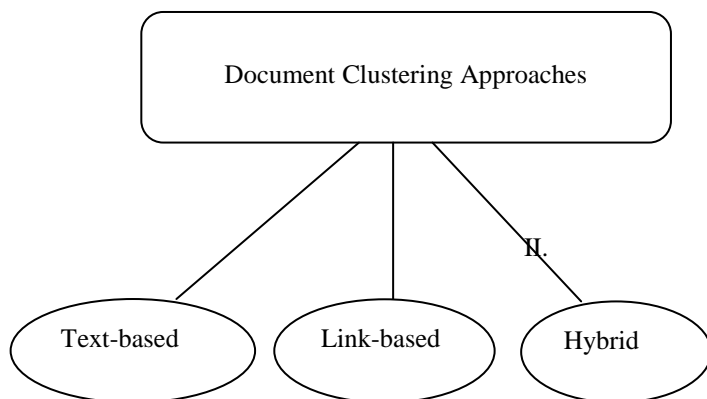 Document Clustering Approaches
II.
Text-based
Link-based
Hybrid